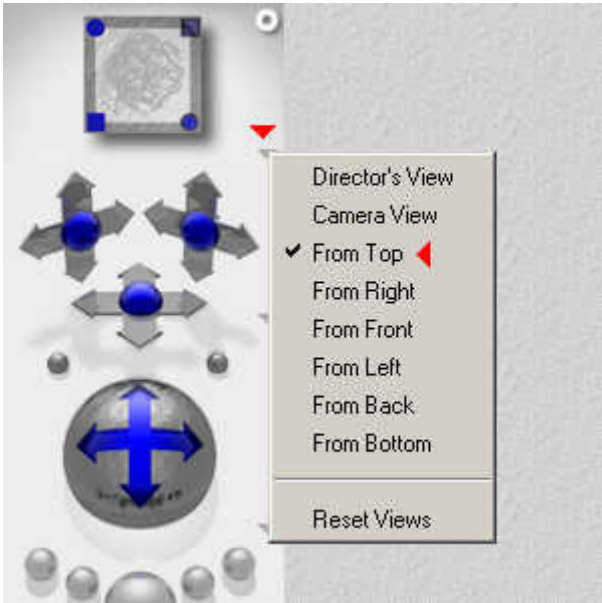 Director's View
Camera View
From Top
From Right
From Front
From Left
From Back
From Bottom
Reset Views